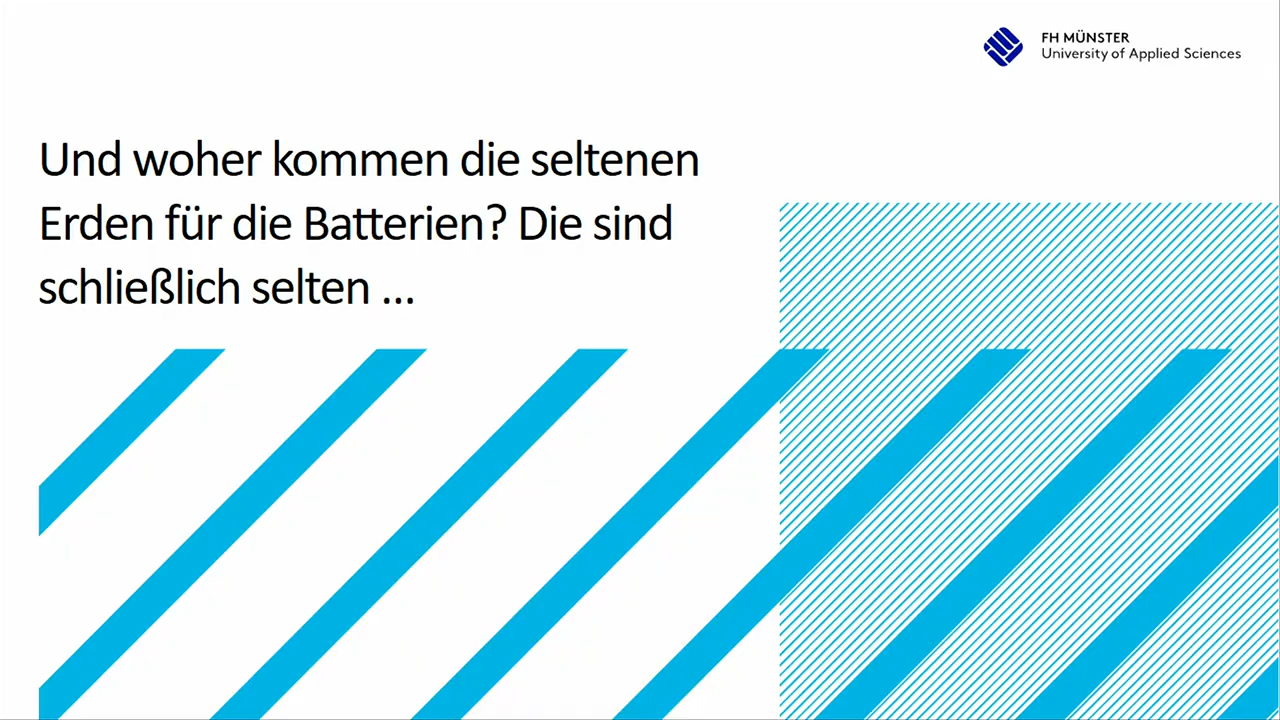 FH MÜNSTER
University of Applied Sciences
Und woher kommen die seltenen
Erden für die Batterien? Die sind
schließlich selten ...